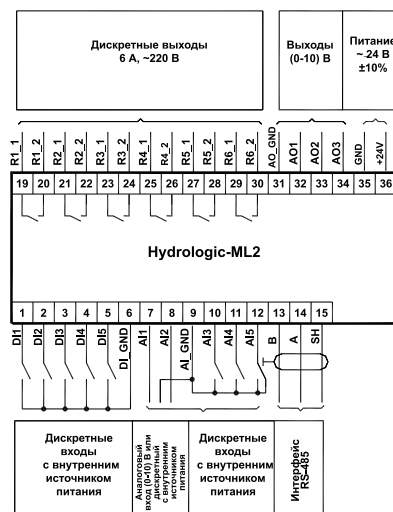 Дискретные выходы
6 А, ~220 В
Выходы
(0-10) В
Питание
~ 24 В
±10%
R1_1
R1_2
R2_1
R2_2
R3_1
R3_2
R4_1
R4_2
R5_1
R5_2
R6_1
R6_2
AO_GND
AO1
AO2
AO3
GND
+24V
19 20 21 22 23 24 25 26 27 28 29 30 31 32 33 34 35 36
Hydrologic-ML2
1 2 3 4 5 6 7 8 9 10 11 12 13 14 15
DI1
DI2
DI3
DI4
DI5
DI_GND
AI1
AI2
AI_GND
AI3
AI4
AI5
B
A
SH
Дискретные
входы
с внутренним
источником
питания
Аналоговый
вход (0-10) В или
дискретный
с внутренним
источником
питания
Дискретные
входы
с внутренним
источником
питания
Интерфейс
RS-485